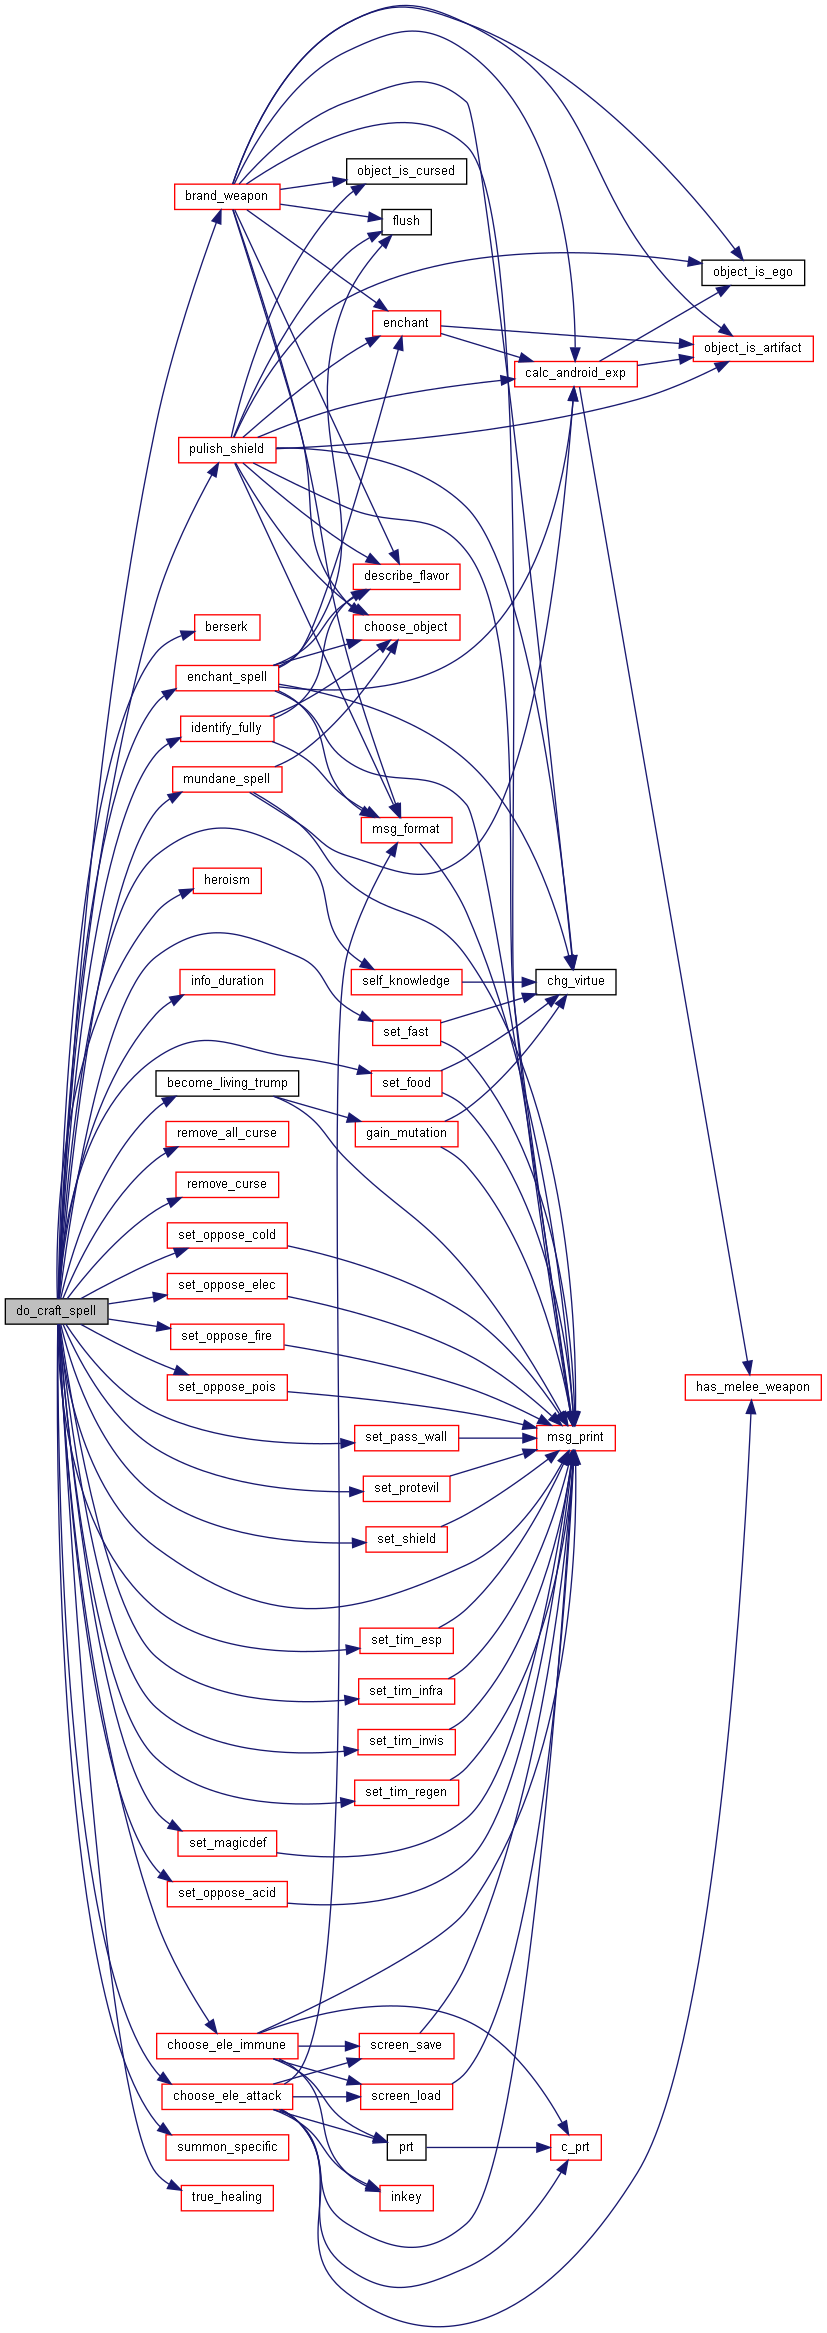 object_is_cursed
brand_weapon
flush
object_is_ego
enchant
object_is_artifact
calc_android_exp
pulish_shield
describe_flavor
berserk
choose_object
enchant_spell
identify_fully
mundane_spell
msg_format
heroism
info_duration
self_knowledge
chg_virtue
set_fast
become_living_trump
set_food
remove_all_curse
gain_mutation
remove_curse
set_oppose_cold
set_oppose_elec
do_craft_spell
set_oppose_fire
set_oppose_pois
has_melee_weapon
set_pass_wall
msg_print
set_protevil
set_shield
set_tim_esp
set_tim_infra
set_tim_invis
set_tim_regen
set_magicdef
set_oppose_acid
choose_ele_immune
screen_save
choose_ele_attack
screen_load
summon_specific
prt
c_prt
true_healing
inkey